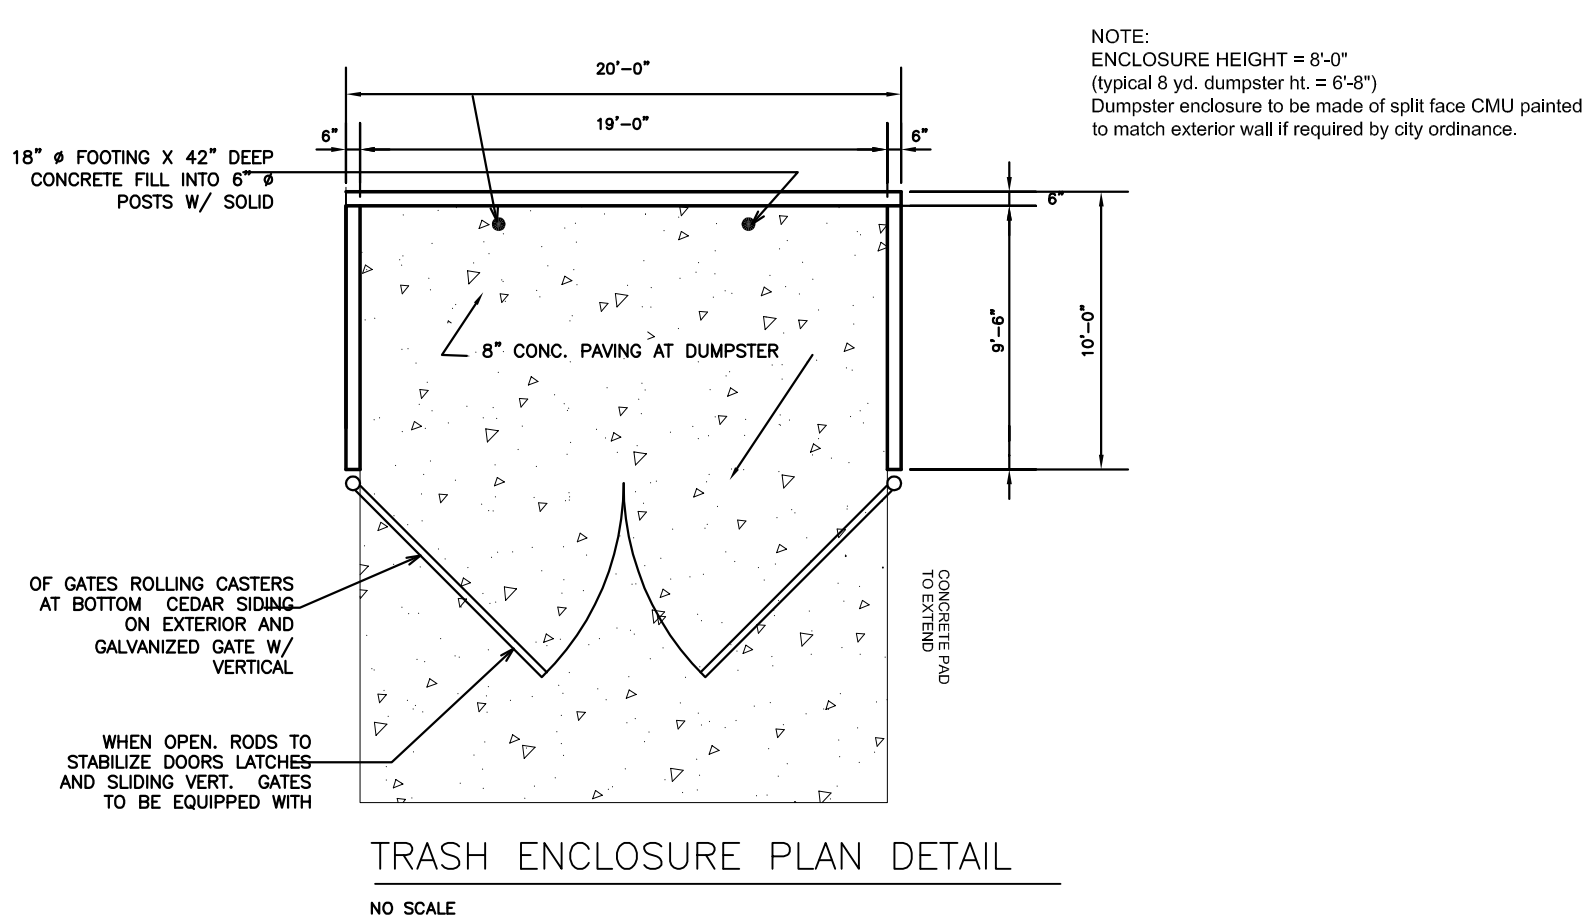 NOTE:
ENCLOSURE HEIGHT = 8'-0"
(typical 8 yd. dumpster ht. = 6'-8")
Dumpster enclosure to be made of split face CMU painted
to match exterior wall if required by city ordinance.
20'-0"
19'-0"
6"
6"
18" ø FOOTING X 42" DEEP
CONCRETE FILL INTO 6" ø
POSTS W/ SOLID
6"
9'-6"
10'-0"
8" CONC. PAVING AT DUMPSTER
OF GATES ROLLING CASTERS
AT BOTTOM CEDAR SIDING
ON EXTERIOR AND
GALVANIZED GATE W/
VERTICAL
CONCRETE PAD
TO EXTEND
WHEN OPEN. RODS TO
STABILIZE DOORS LATCHES
AND SLIDING VERT. GATES
TO BE EQUIPPED WITH
TRASH ENCLOSURE PLAN DETAIL
NO SCALE